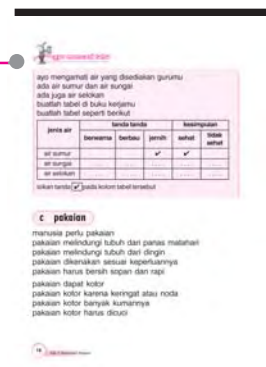 ayo mengamati air yang disediakan gurumu
ada air sumur dan air sungai
ada juga air selokan
buatlah tabel di buku kerjamu
buatlah tabel seperti berikut
jenis air
tanda tanda
kesimpulan
berwarna berbau jernih sehat tidak sehat
air sumur ✔ ✔
air sungai
air selokan
isikan tanda ✔ pada kolom tabel tersebut
c pakaian
manusia perlu pakaian
pakaian melindungi tubuh dari panas matahari
pakaian melindungi tubuh dari dingin
pakaian dikenakan sesuai keperluannya
pakaian harus bersih sopan dan rapi
pakaian dapat kotor
pakaian kotor karena keringat atau noda
pakaian kotor banyak kumannya
pakaian kotor harus dicuci